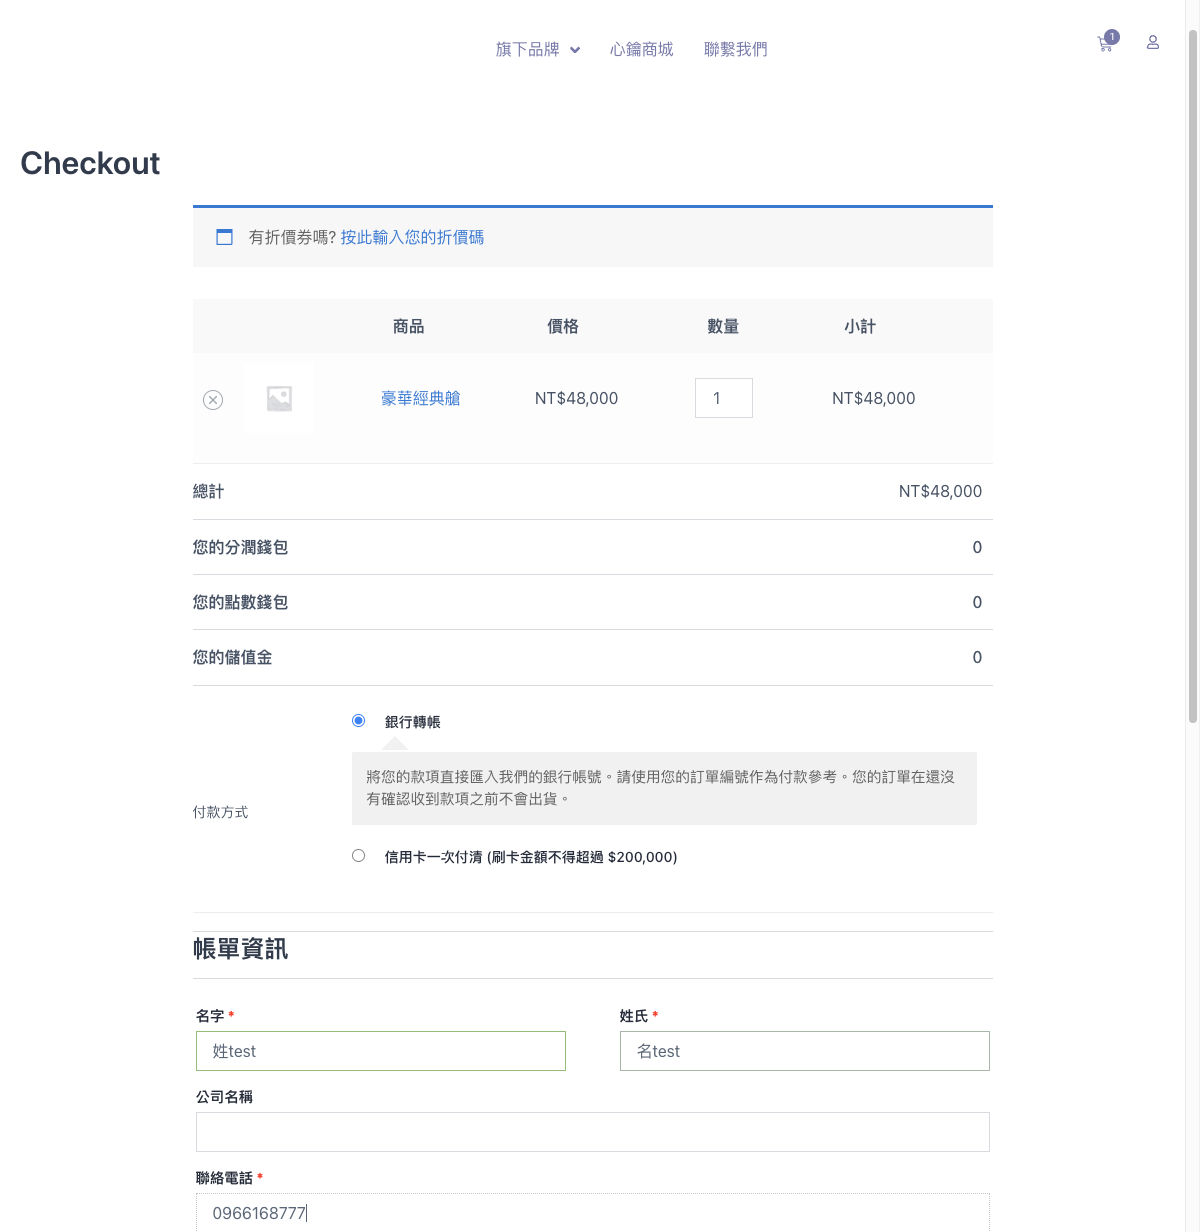 旗下品牌 心鑰商城 聯繫我們 1
Checkout
有折價券嗎? 按此輸入您的折價碼
商品 價格 數量 小計
豪華經典艙 NT$48,000 1 NT$48,000
總計 NT$48,000
您的分潤錢包 0
您的點數錢包 0
您的儲值金 0
銀行轉帳
將您的款項直接匯入我們的銀行帳號。請使用您的訂單編號作為付款參考。您的訂單在還沒
有確認收到款項之前不會出貨。
付款方式
信用卡一次付清 (刷卡金額不得超過 $200,000)
帳單資訊
名字 * 姓氏 *
姓test 名test
公司名稱
聯絡電話 *
0966168777